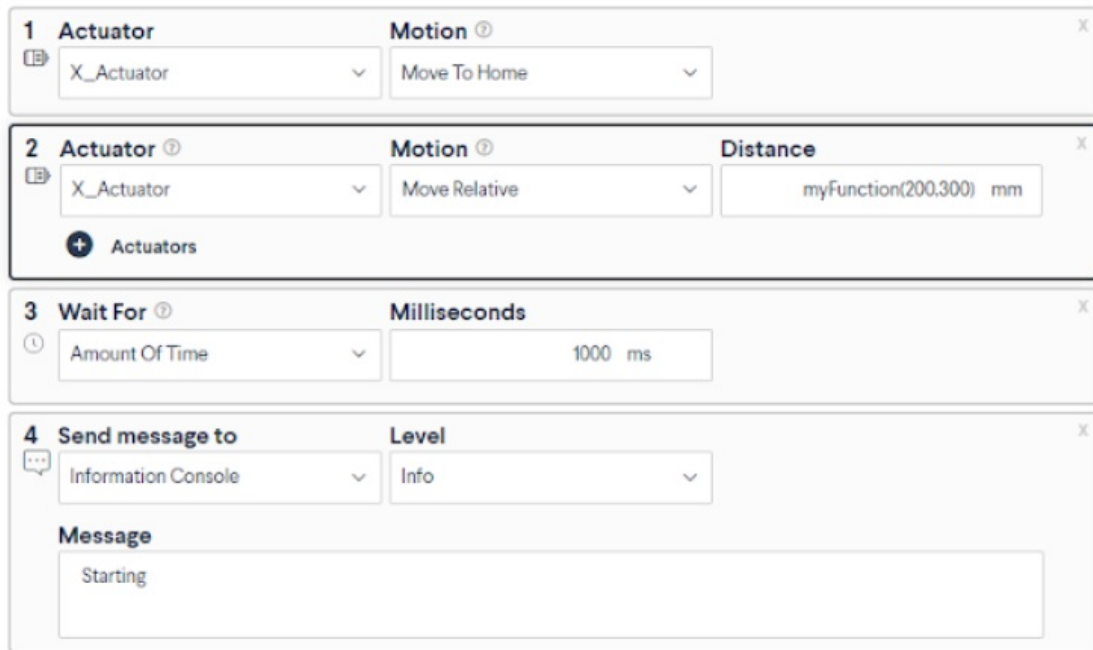 1 Actuator Motion ? x
X_Actuator Move To Home
2 Actuator ? Motion ? Distance x
X_Actuator Move Relative myFunction(200,300) mm
+ Actuators
3 Wait For ? Milliseconds x
Amount Of Time 1000 ms
4 Send message to Level x
Information Console Info
Message
Starting